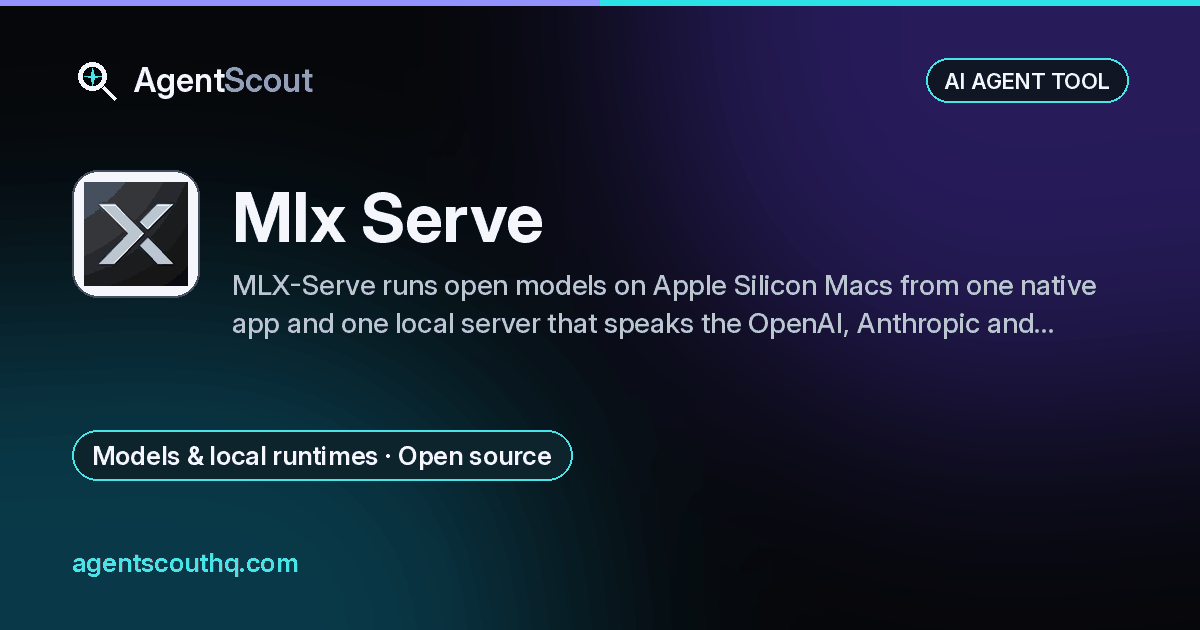 AgentScout
AI AGENT TOOL
Mlx Serve
MLX-Serve runs open models on Apple Silicon Macs from one native
app and one local server that speaks the OpenAI, Anthropic and...
Models & local runtimes · Open source
agentscouthq.com